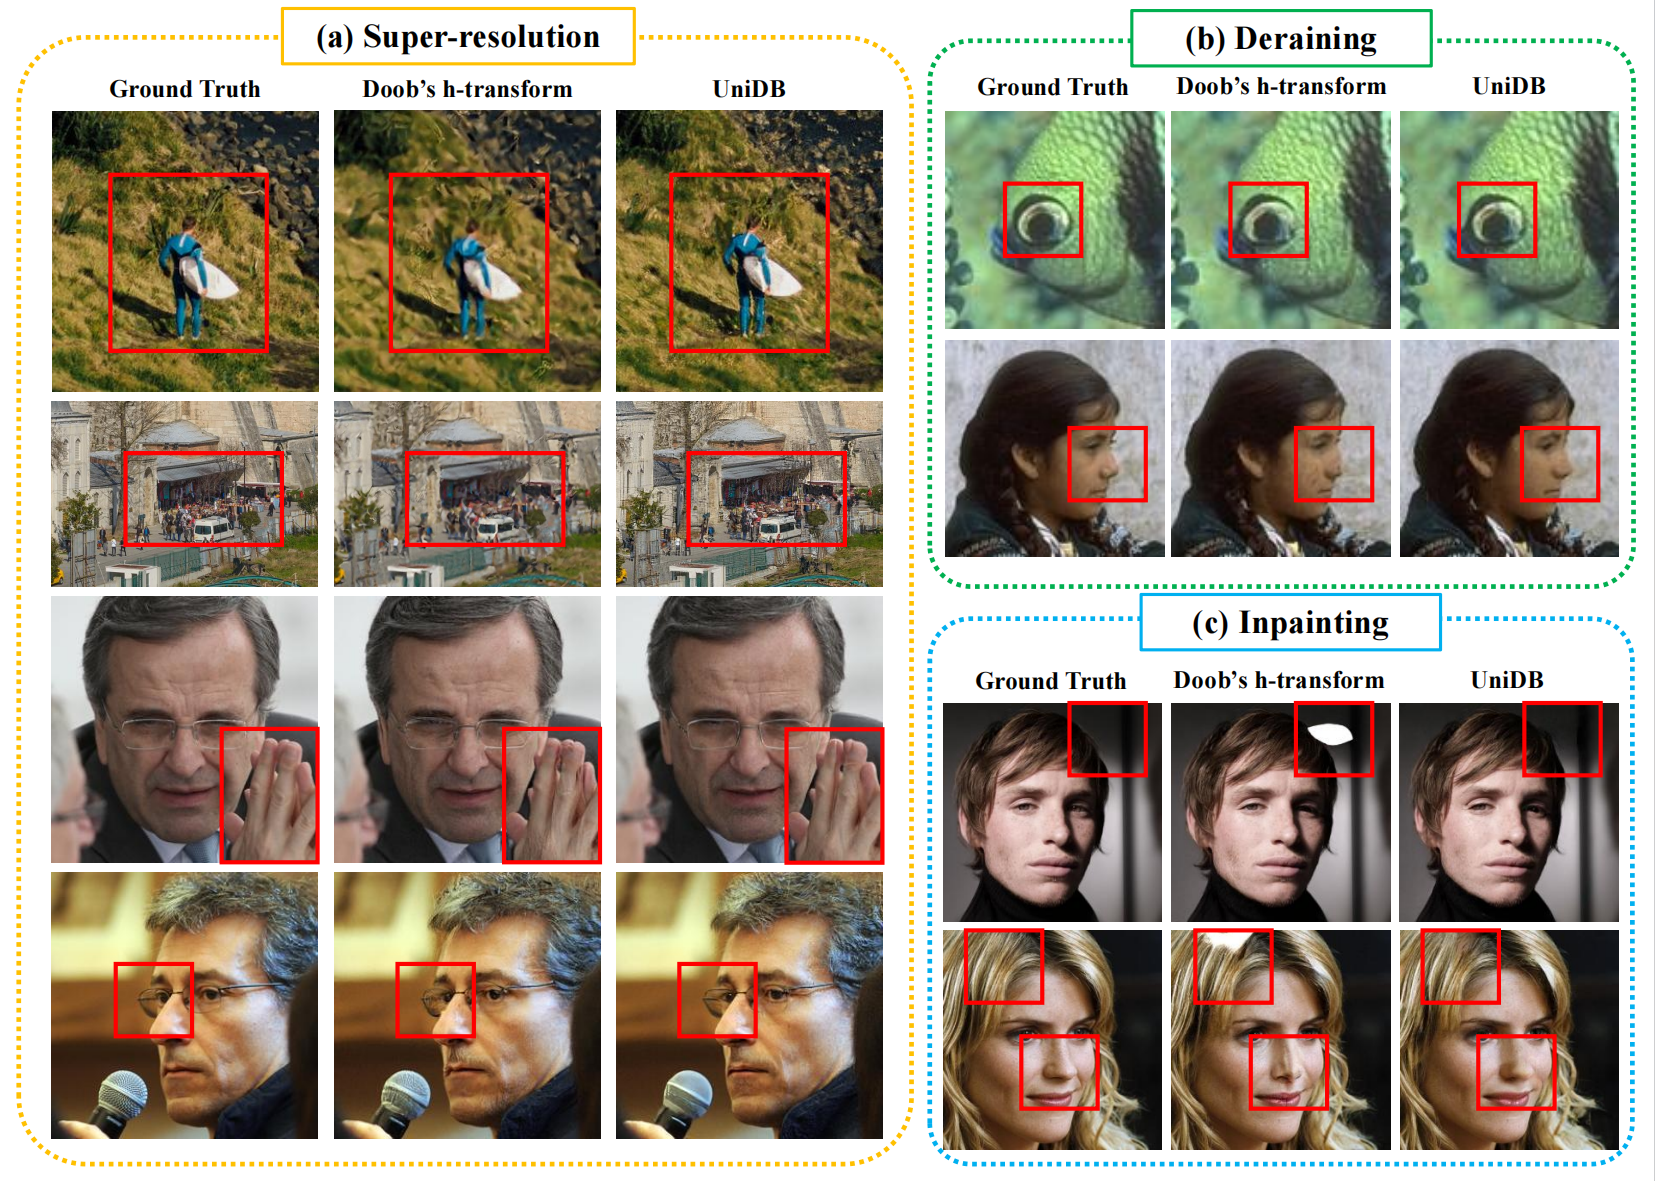 (a) Super-resolution
Ground Truth Doob’s h-transform UniDB
(b) Deraining
Ground Truth Doob’s h-transform UniDB
(c) Inpainting
Ground Truth Doob’s h-transform UniDB